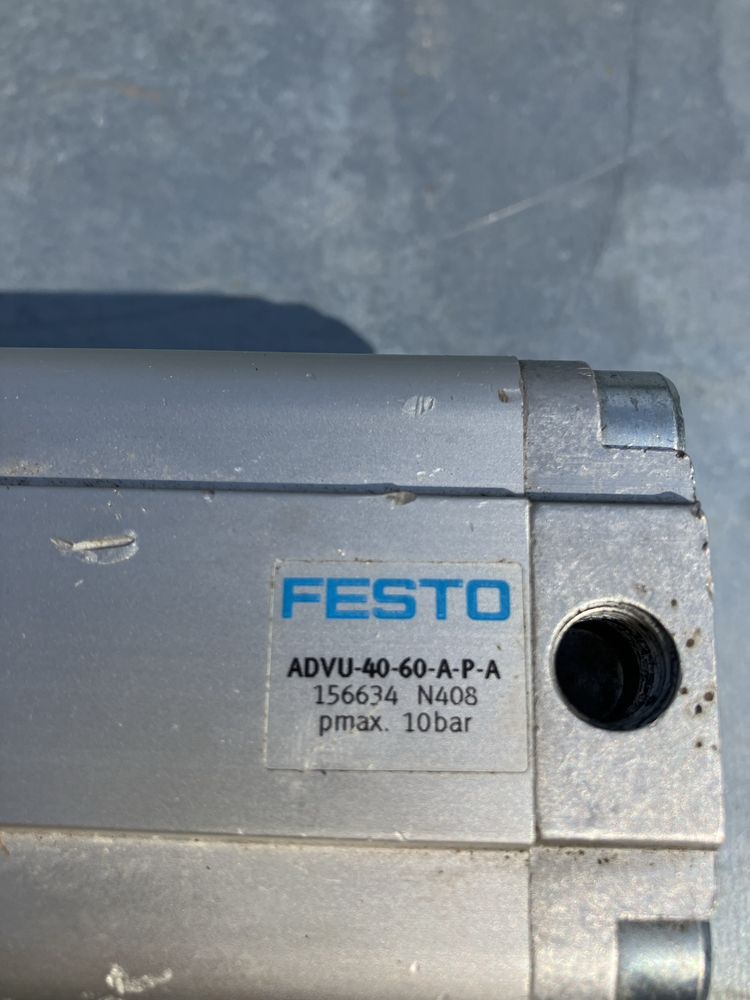 FESTO
ADVU-40-60-A-P-A
156634 N408
pmax. 10bar